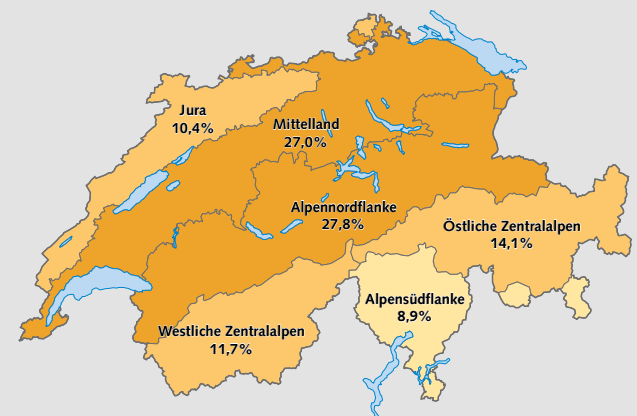 Jura
10,4%
Mittelland
27,0%
Alpennordflanke
27,8%
Östliche Zentralalpen
14,1%
Alpensüdflanke
8,9%
Westliche Zentralalpen
11,7%